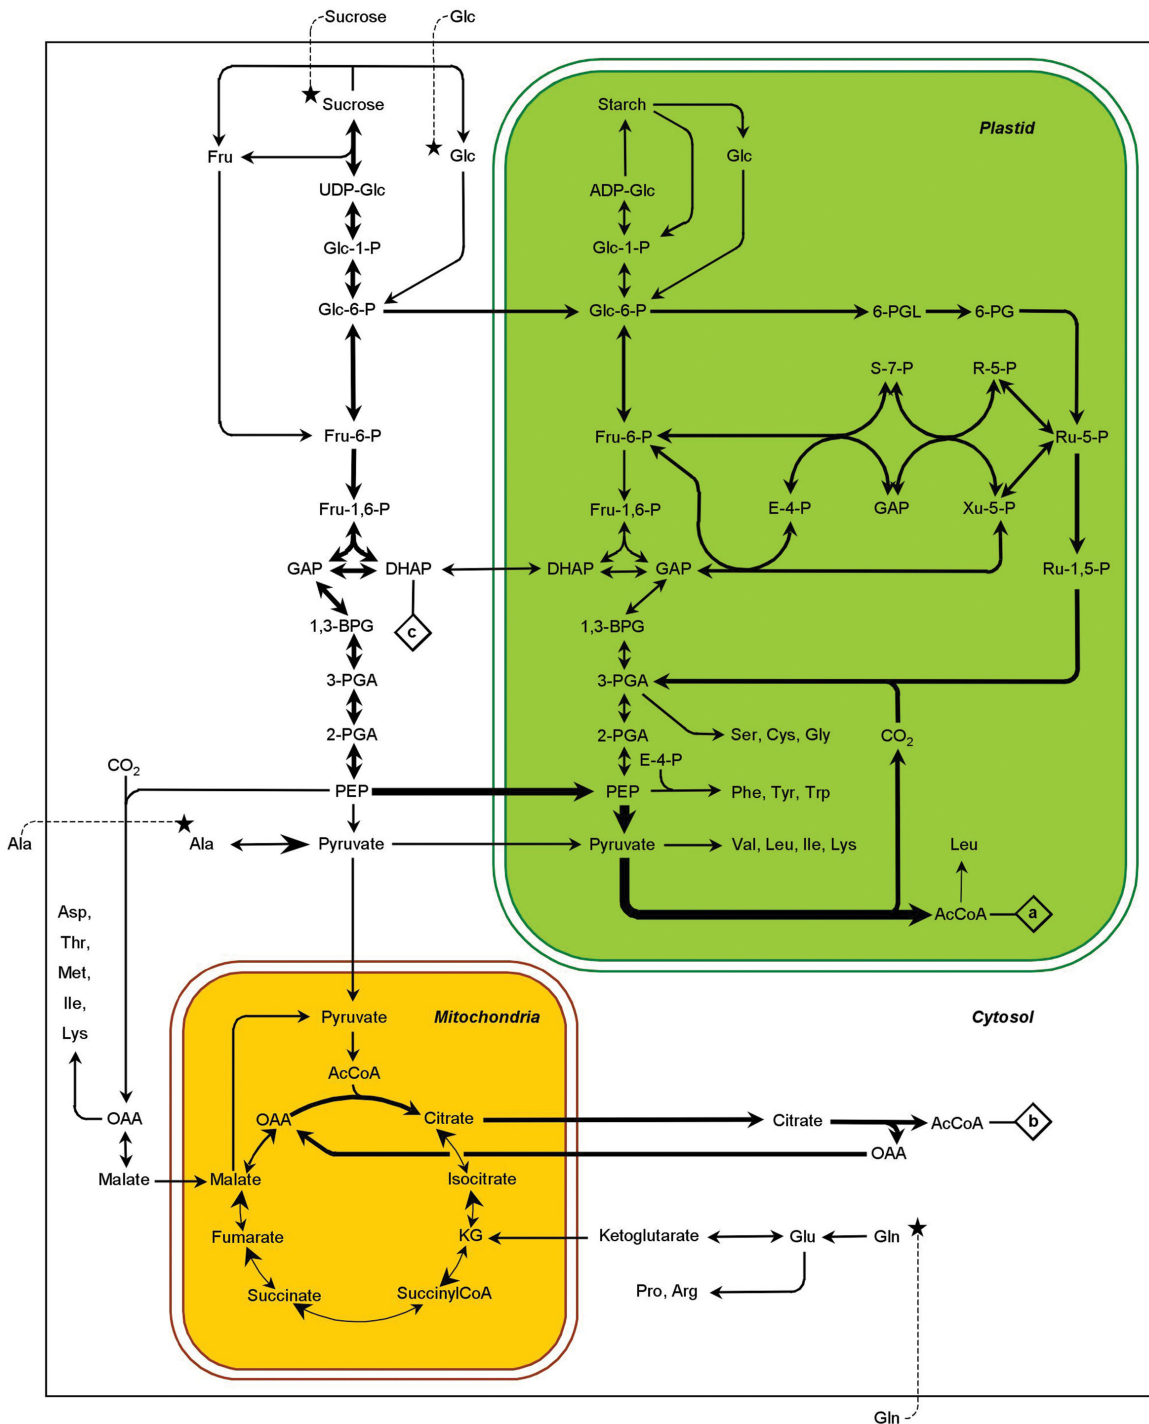 Sucrose
Glc
Sucrose
Starch
Plastid
Fru
Glc
Glc
UDP-Glc
ADP-Glc
Glc-1-P
Glc-1-P
Glc-6-P
Glc-6-P
6-PGL
6-PG
S-7-P
R-5-P
Fru-6-P
Fru-6-P
Ru-5-P
Fru-1,6-P
Fru-1,6-P
E-4-P
GAP
Xu-5-P
GAP
DHAP
DHAP
GAP
Ru-1,5-P
1,3-BPG
c
1,3-BPG
3-PGA
3-PGA
2-PGA
2-PGA
Ser, Cys, Gly
CO2
CO2
E-4-P
PEP
PEP
Phe, Tyr, Trp
Ala
Ala
Pyruvate
Pyruvate
Val, Leu, Ile, Lys
Leu
Asp,
Thr,
Met,
Ile,
Lys
AcCoA
a
Pyruvate
Mitochondria
Cytosol
AcCoA
OAA
OAA
Citrate
Citrate
AcCoA
b
OAA
Malate
Malate
Isocitrate
Fumarate
KG
Ketoglutarate
Glu
Gln
Succinate
SuccinylCoA
Pro, Arg
Gln